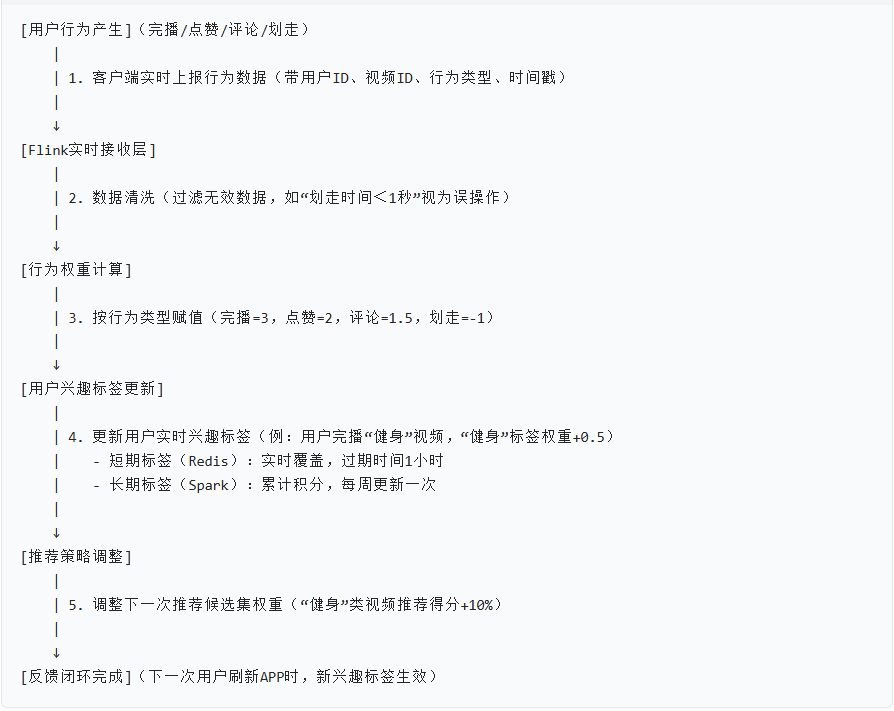 [用户行为产生]（完播/点赞/评论/划走）
|
| 1. 客户端实时上报行为数据（带用户ID、视频ID、行为类型、时间戳）
|
↓
[Flink实时接收层]
|
| 2. 数据清洗（过滤无效数据，如“划走时间＜1秒”视为误操作）
|
↓
[行为权重计算]
|
| 3. 按行为类型赋值（完播=3，点赞=2，评论=1.5，划走=-1）
|
↓
[用户兴趣标签更新]
|
| 4. 更新用户实时兴趣标签（例：用户完播“健身”视频，“健身”标签权重+0.5）
|    - 短期标签（Redis）：实时覆盖，过期时间1小时
|    - 长期标签（Spark）：累计积分，每周更新一次
|
↓
[推荐策略调整]
|
| 5. 调整下一次推荐候选集权重（“健身”类视频推荐得分+10%）
|
↓
[反馈闭环完成]（下一次用户刷新APP时，新兴趣标签生效）